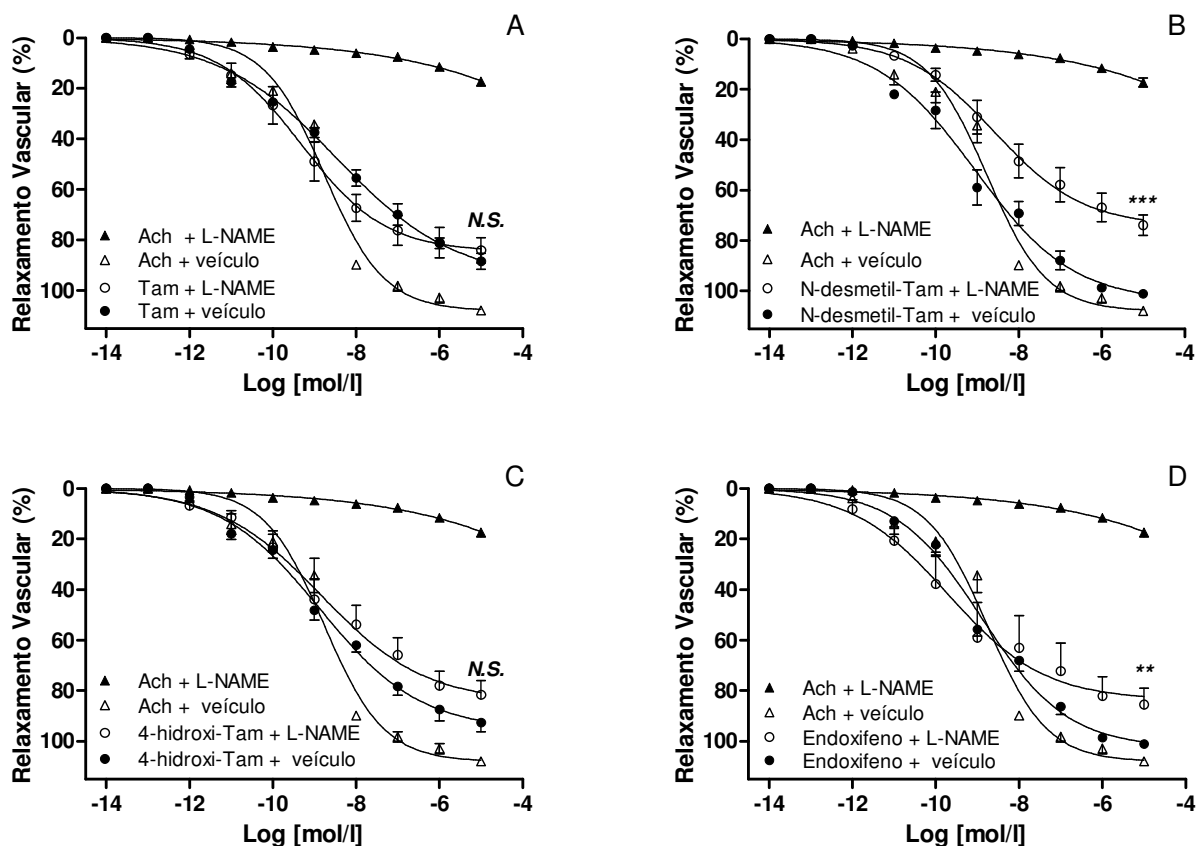 A
Relaxamento Vascular (%)
0
20
40
60
80
100
N.S.
Ach + L-NAME
Ach + veículo
Tam + L-NAME
Tam + veículo
-14 -12 -10 -8 -6 -4
Log [mol/l]
B
Relaxamento Vascular (%)
0
20
40
60
80
100
***
Ach + L-NAME
Ach + veículo
N-desmetil-Tam + L-NAME
N-desmetil-Tam + veículo
-14 -12 -10 -8 -6 -4
Log [mol/l]
C
Relaxamento Vascular (%)
0
20
40
60
80
100
N.S.
Ach + L-NAME
Ach + veículo
4-hidroxi-Tam + L-NAME
4-hidroxi-Tam + veículo
-14 -12 -10 -8 -6 -4
Log [mol/l]
D
Relaxamento Vascular (%)
0
20
40
60
80
100
**
Ach + L-NAME
Ach + veículo
Endoxifeno + L-NAME
Endoxifeno + veículo
-14 -12 -10 -8 -6 -4
Log [mol/l]